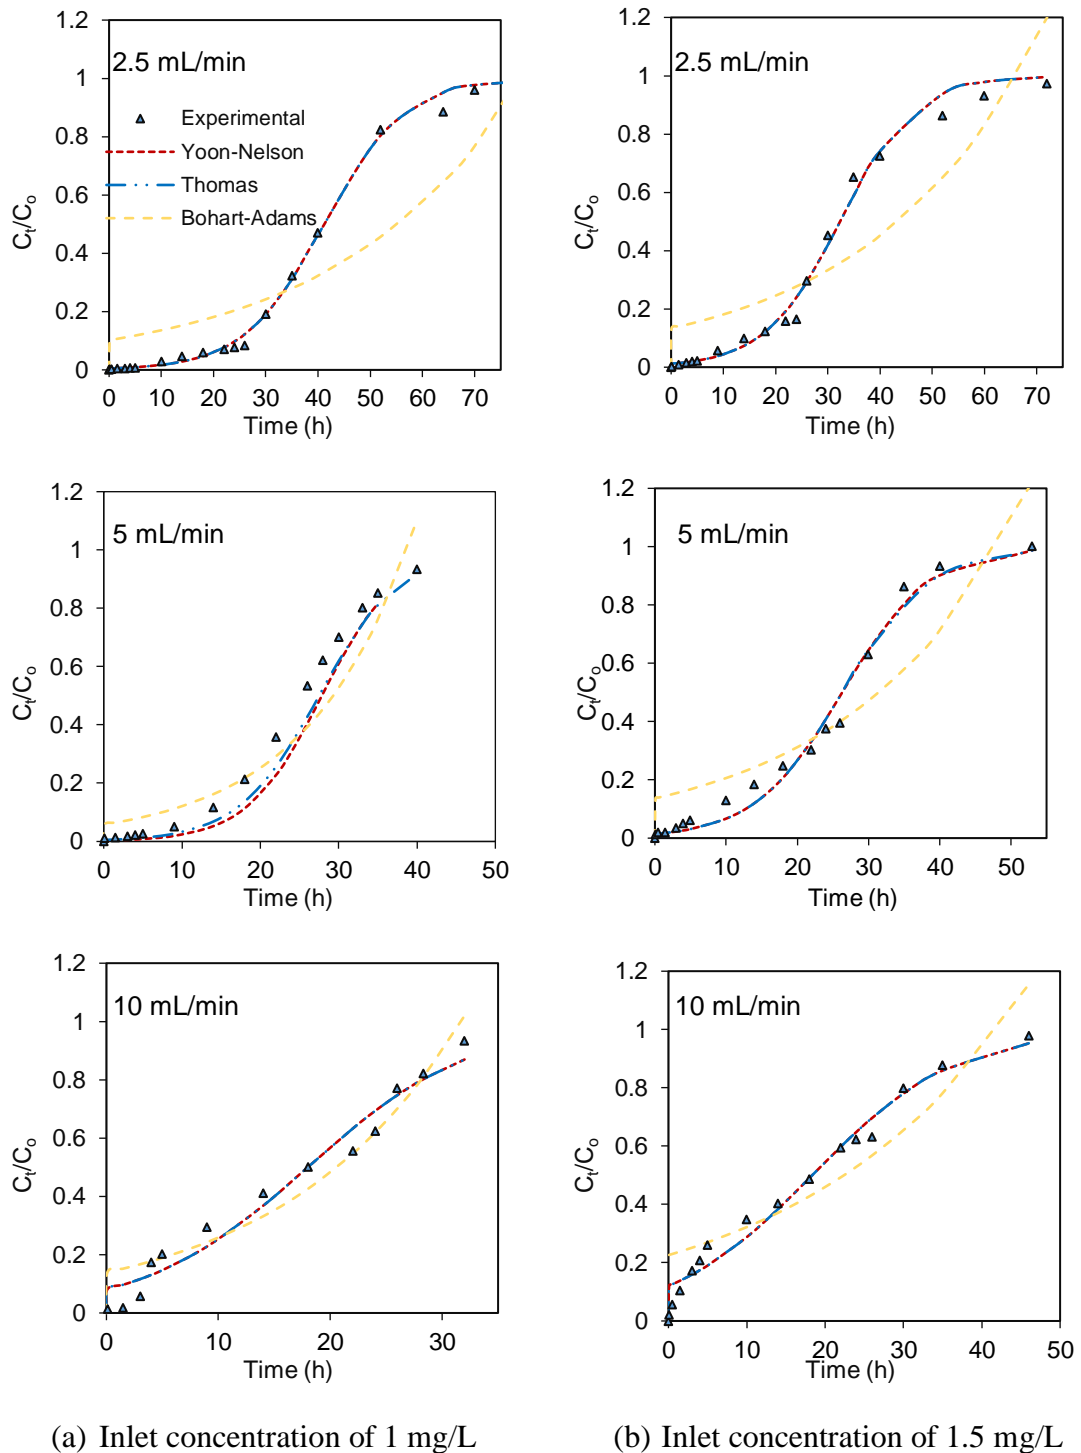 1.2
1
0.8
0.6
0.4
0.2
0
Ct/Co
2.5 mL/min
Experimental
Yoon-Nelson
Thomas
Bohart-Adams
0 10 20 30 40 50 60 70
Time (h)
1.2
1
0.8
0.6
0.4
0.2
0
Ct/Co
2.5 mL/min
0 10 20 30 40 50 60 70
Time (h)
1.2
1
0.8
0.6
0.4
0.2
0
Ct/Co
5 mL/min
0 10 20 30 40 50
Time (h)
1.2
1
0.8
0.6
0.4
0.2
0
Ct/Co
5 mL/min
0 10 20 30 40 50
Time (h)
1.2
1
0.8
0.6
0.4
0.2
0
Ct/Co
10 mL/min
0 10 20 30
Time (h)
1.2
1
0.8
0.6
0.4
0.2
0
Ct/Co
10 mL/min
0 10 20 30 40 50
Time (h)
(a) Inlet concentration of 1 mg/L
(b) Inlet concentration of 1.5 mg/L